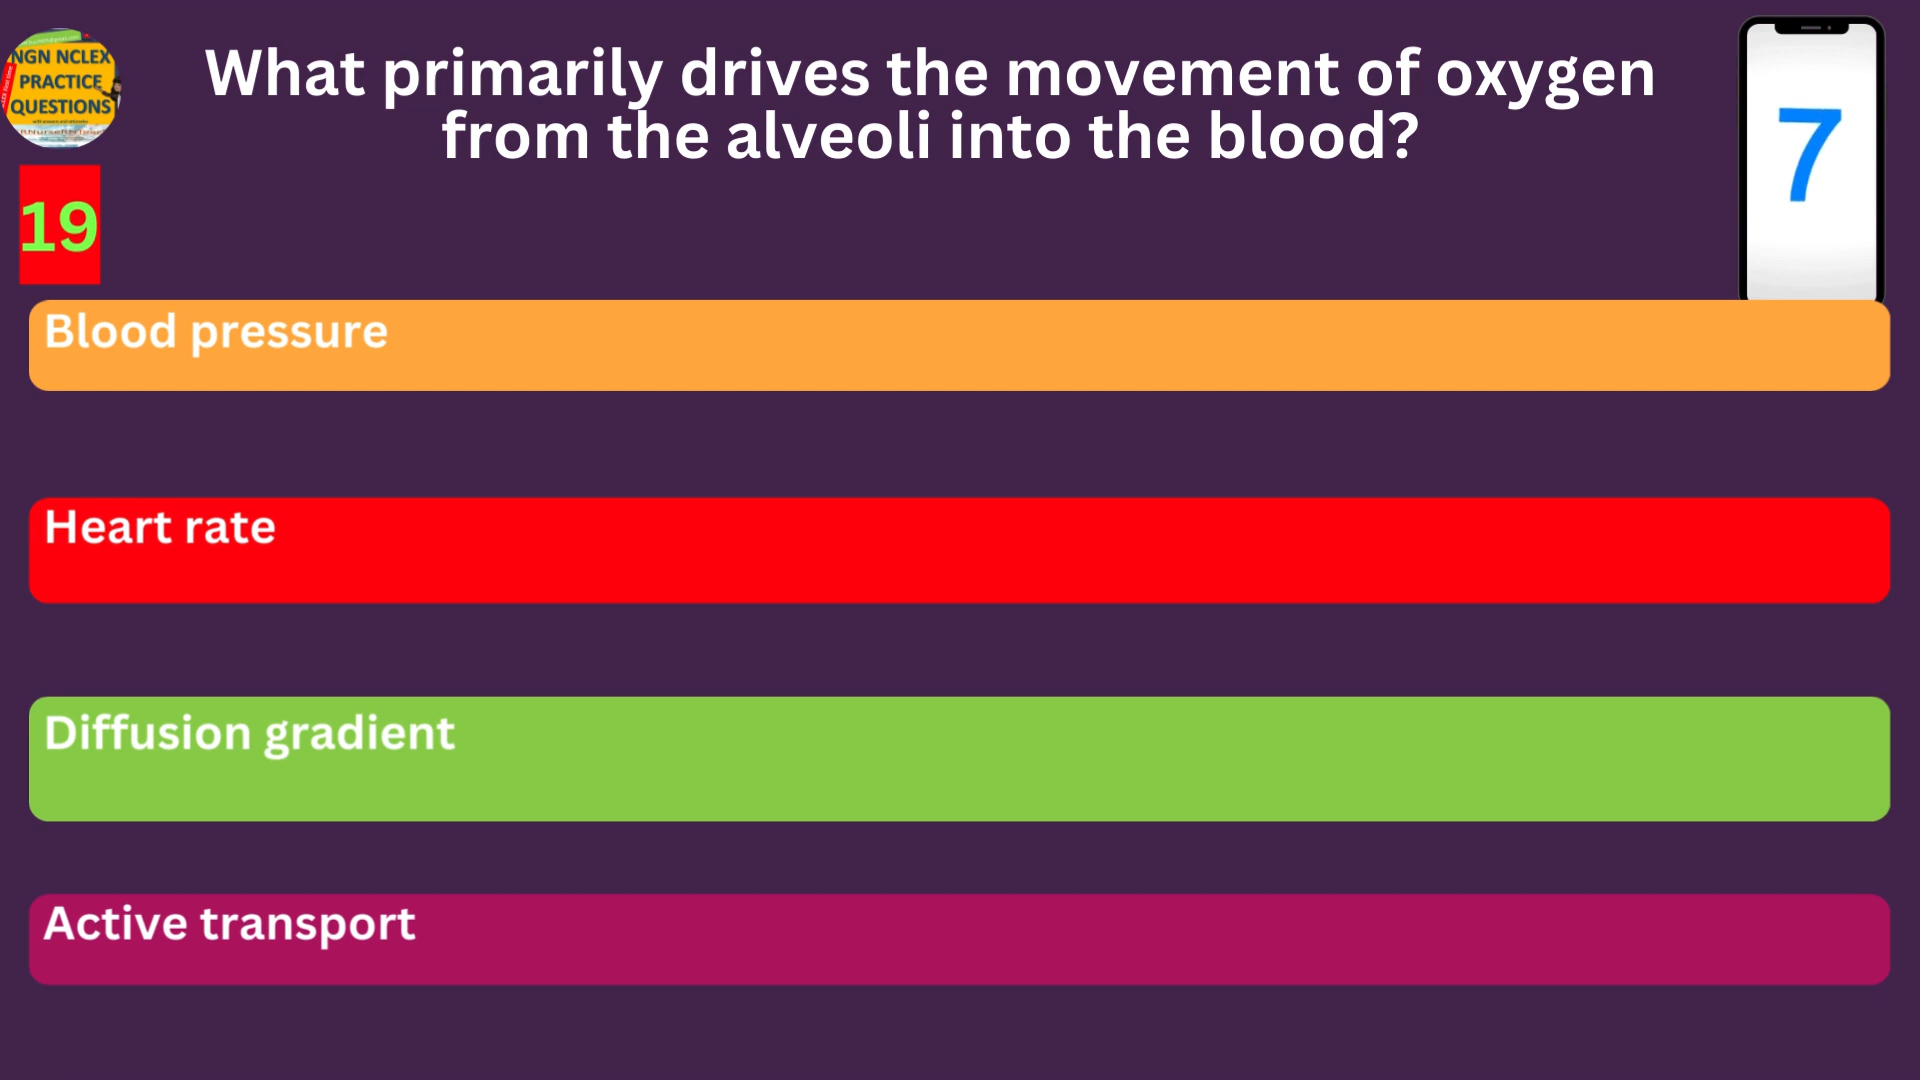 NGN NCLEX
PRACTICE
QUESTIONS
What primarily drives the movement of oxygen
from the alveoli into the blood?
7
19
Blood pressure
Heart rate
Diffusion gradient
Active transport